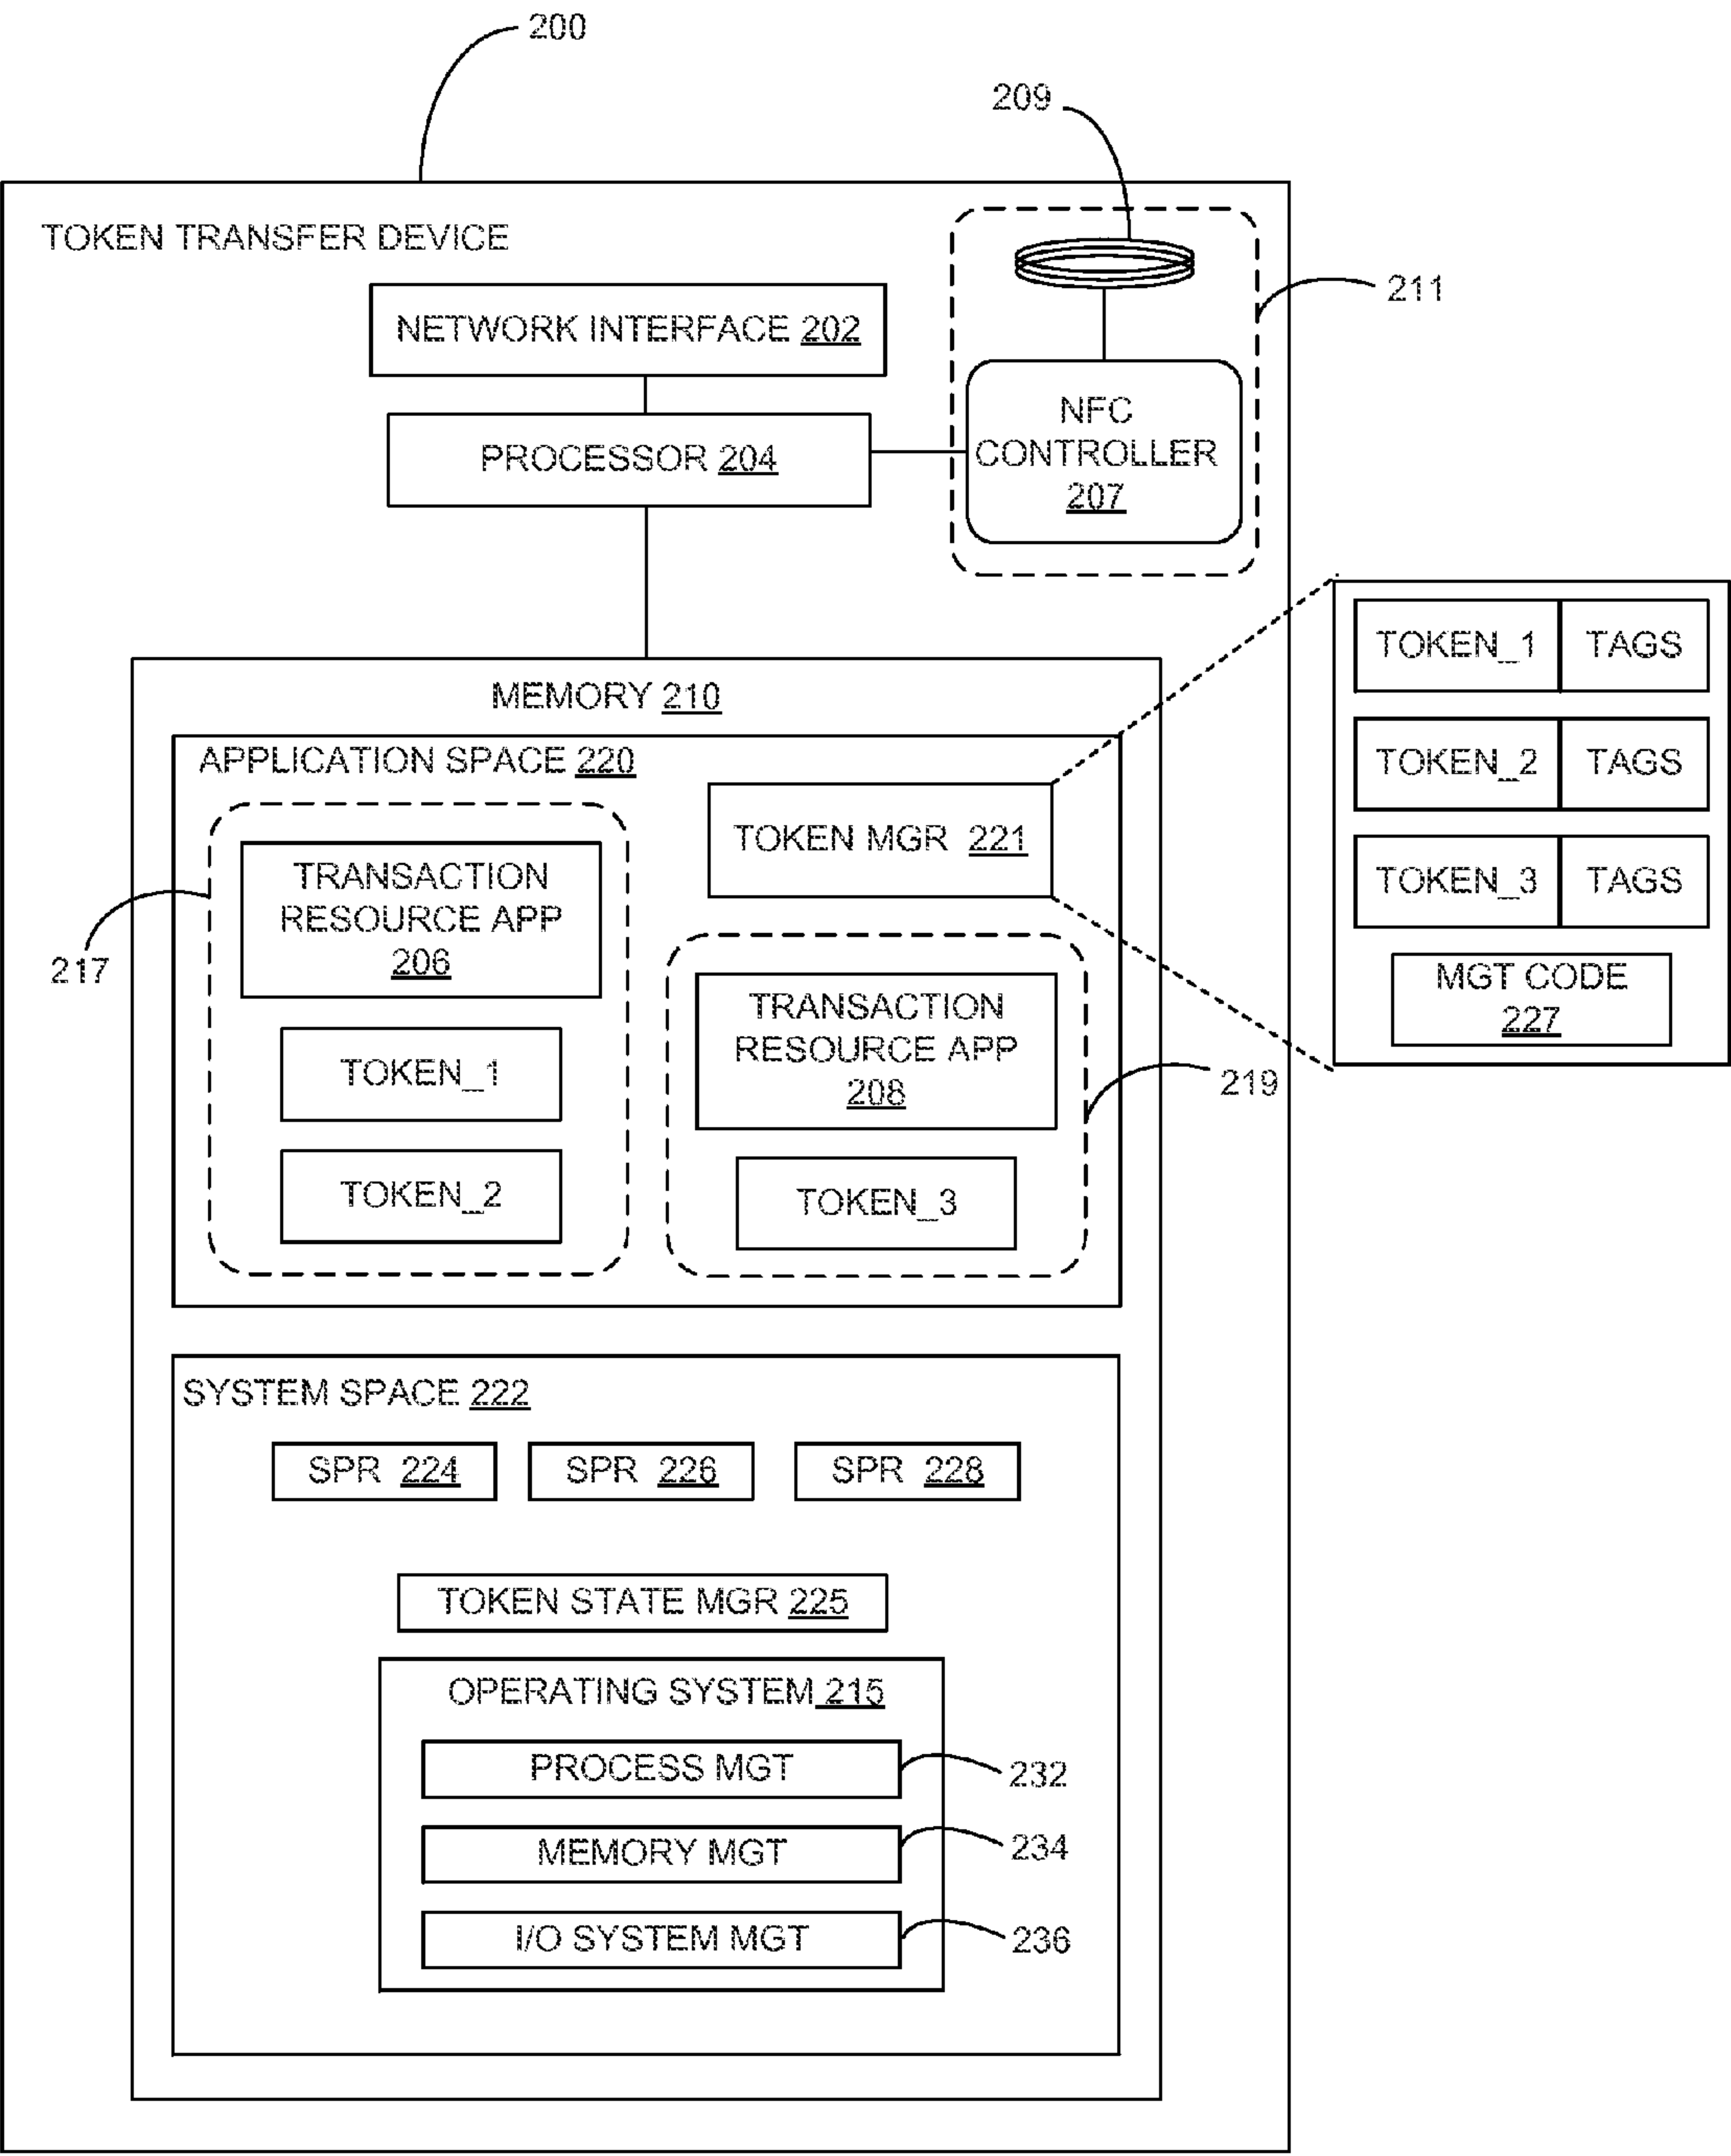 200
209
TOKEN TRANSFER DEVICE
211
NETWORK INTERFACE 202
NFC
CONTROLLER
207
PROCESSOR 204
TOKEN_1 TAGS
TOKEN_2 TAGS
TOKEN_3 TAGS
MGT CODE
227
MEMORY 210
APPLICATION SPACE 220
TOKEN MGR 221
TRANSACTION
RESOURCE APP
206
217
TOKEN_1
TOKEN_2
TRANSACTION
RESOURCE APP
208
219
TOKEN_3
SYSTEM SPACE 222
SPR 224 SPR 226 SPR 228
TOKEN STATE MGR 225
OPERATING SYSTEM 215
PROCESS MGT 232
MEMORY MGT 234
I/O SYSTEM MGT 236